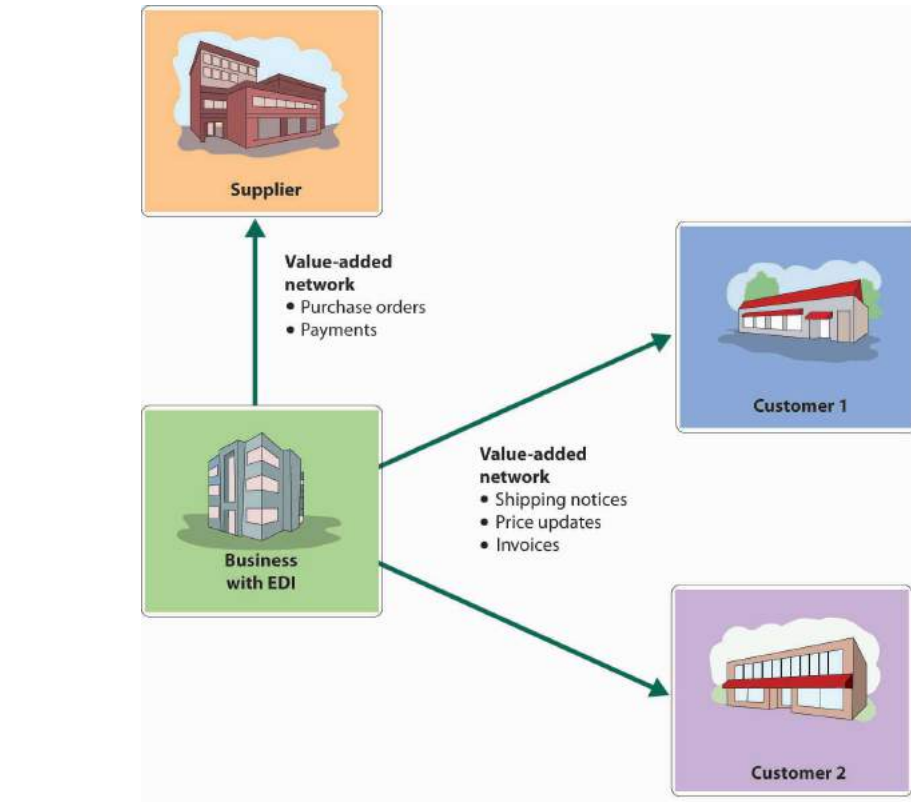 Supplier
Value-added
network
• Purchase orders
• Payments
Customer 1
Value-added
network
• Shipping notices
• Price updates
• Invoices
Business
with EDI
Customer 2